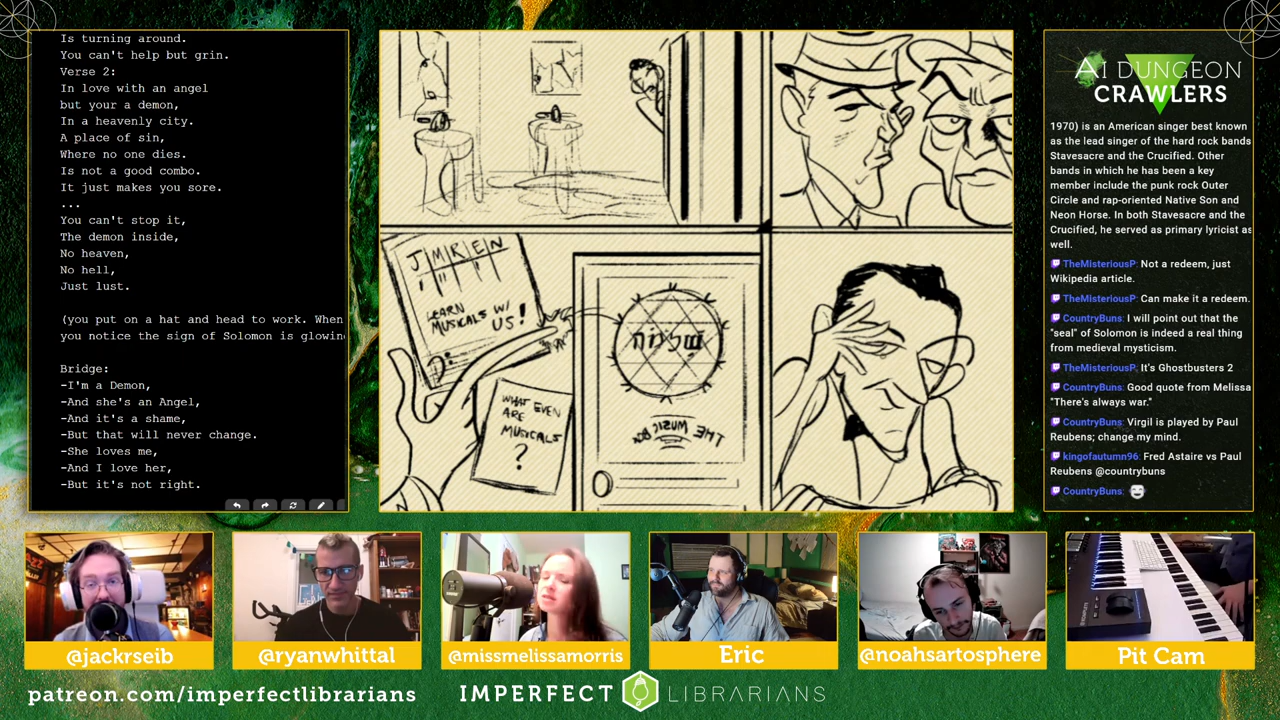 Is turning around.
You can't help but grin.
Verse 2:
In love with an angel
but your a demon,
In a heavenly city.
A place of sin,
Where no one dies.
Is not a good combo.
It just makes you sore.
...
You can't stop it,
The demon inside,
No heaven,
No hell,
Just lust.
(you put on a hat and head to work. When
you notice the sign of Solomon is glowin
Bridge:
-I'm a Demon,
-And she's an Angel,
-And it's a shame,
-But that will never change.
-She loves me,
-And I love her,
-But it's not right.
JMREN
LEARN
MUSICALS W/
US!
WHAT EVEN
ARE
MUSICALS
?
THE MUSIC BOX
AI DUNGEON
CRAWLERS
1970) is an American singer best known
as the lead singer of the hard rock bands
Stavesacre and the Crucified. Other
bands in which he has been a key
member include the punk rock Outer
Circle and rap-oriented Native Son and
Neon Horse. In both Stavesacre and the
Crucified, he served as primary lyricist as
well.
TheMisteriousP: Not a redeem, just
Wikipedia article.
TheMisteriousP: Can make it a redeem.
CountryBuns: I will point out that the
"seal" of Solomon is indeed a real thing
from medieval mysticism.
TheMisteriousP: It's Ghostbusters 2
CountryBuns: Good quote from Melissa
"There's always war."
CountryBuns: Virgil is played by Paul
Reubens; change my mind.
kingofautumn96: Fred Astaire vs Paul
Reubens @countrybuns
CountryBuns:
@jackrseib
@ryanwhittal
@missmelissamorris
Eric
@noahsartosphere
Pit Cam
patreon.com/imperfectlibrarians
IMPERFECT LIBRARIANS